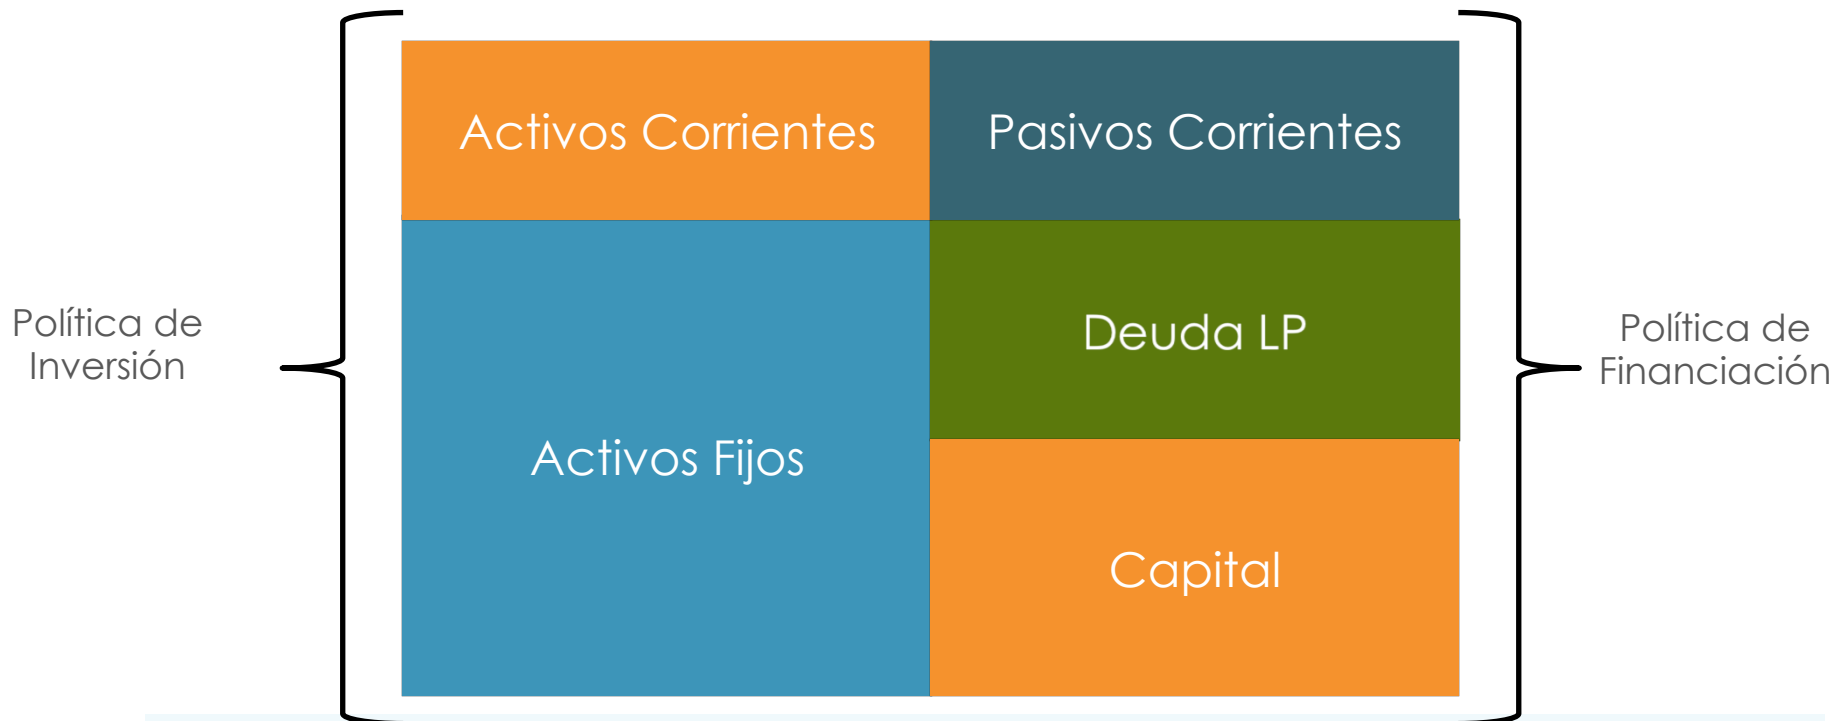 Activos Corrientes
Pasivos Corrientes
Política de
Inversión
Activos Fijos
Deuda LP
Capital
Política de
Financiación